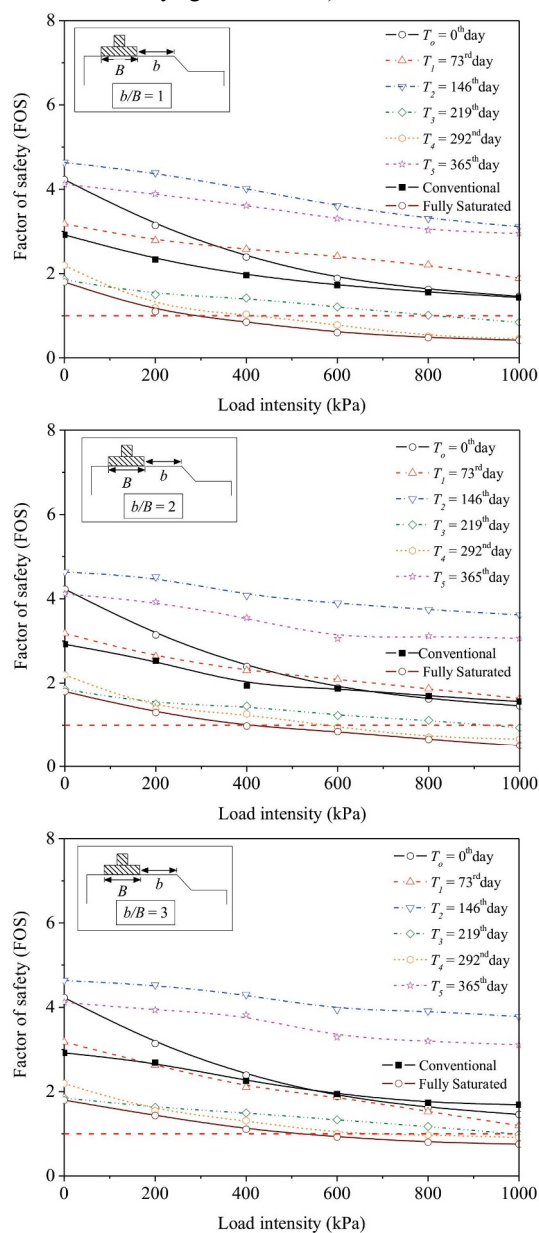 8
6
4
2
0
0 200 400 600 800 1000
Factor of safety (FOS)
Load intensity (kPa)
B b
b/B = 1
T_o = 0^th day
T_1 = 73^rd day
T_2 = 146^th day
T_3 = 219^th day
T_4 = 292^nd day
T_5 = 365^th day
Conventional
Fully Saturated
8
6
4
2
0
0 200 400 600 800 1000
Factor of safety (FOS)
Load intensity (kPa)
B b
b/B = 2
T_o = 0^th day
T_1 = 73^rd day
T_2 = 146^th day
T_3 = 219^th day
T_4 = 292^nd day
T_5 = 365^th day
Conventional
Fully Saturated
8
6
4
2
0
0 200 400 600 800 1000
Factor of safety (FOS)
Load intensity (kPa)
B b
b/B = 3
T_o = 0^th day
T_1 = 73^rd day
T_2 = 146^th day
T_3 = 219^th day
T_4 = 292^nd day
T_5 = 365^th day
Conventional
Fully Saturated